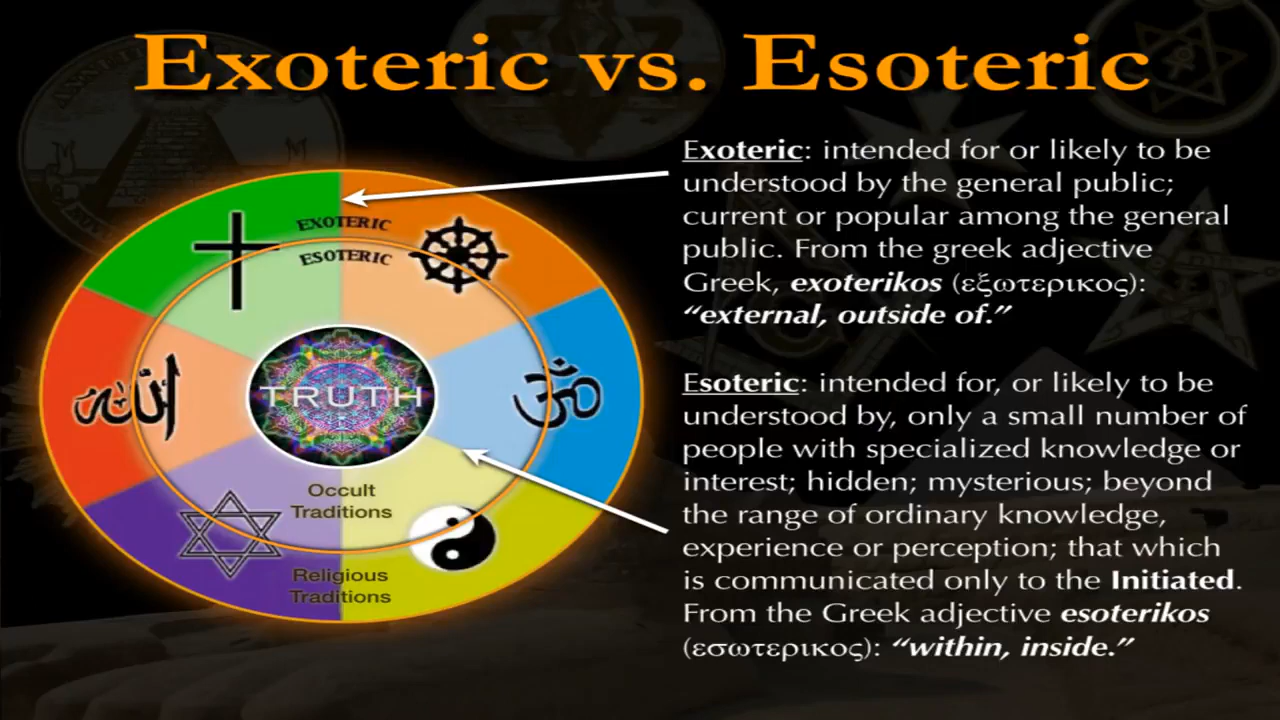 Exoteric vs. Esoteric
Exoteric: intended for or likely to be
understood by the general public;
current or popular among the general
public. From the greek adjective
Greek, exoterikos (εξωτερικος):
“external, outside of.”
Esoteric: intended for, or likely to be
understood by, only a small number of
people with specialized knowledge or
interest; hidden; mysterious; beyond
the range of ordinary knowledge,
experience or perception; that which
is communicated only to the Initiated.
From the Greek adjective esoterikos
(εσωτερικος): “within, inside.”
EXOTERIC
ESOTERIC
الله
ॐ
TRUTH
Occult
Traditions
Religious
Traditions